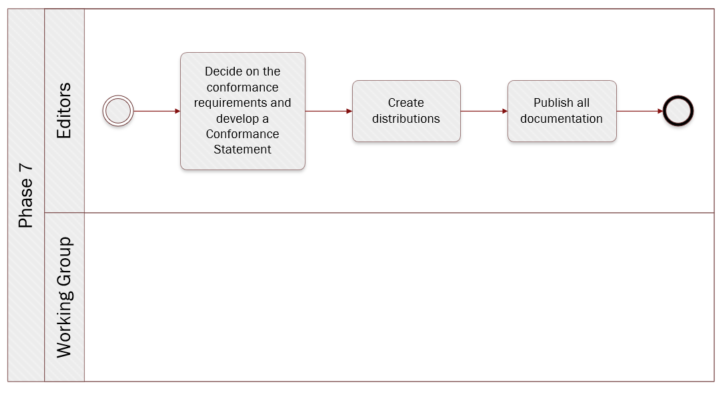 Phase 7
Editors
Decide on the
conformance
requirements and
develop a
Conformance
Statement
Create
distributions
Publish all
documentation
Working Group